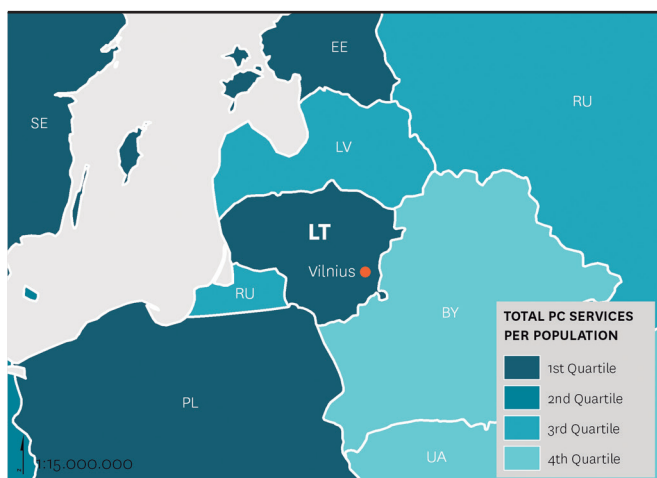 EE
RU
SE
LV
LT
Vilnius
RU
BY
TOTAL PC SERVICES
PER POPULATION
1st Quartile
2nd Quartile
3rd Quartile
4th Quartile
PL
UA
1:15.000.000